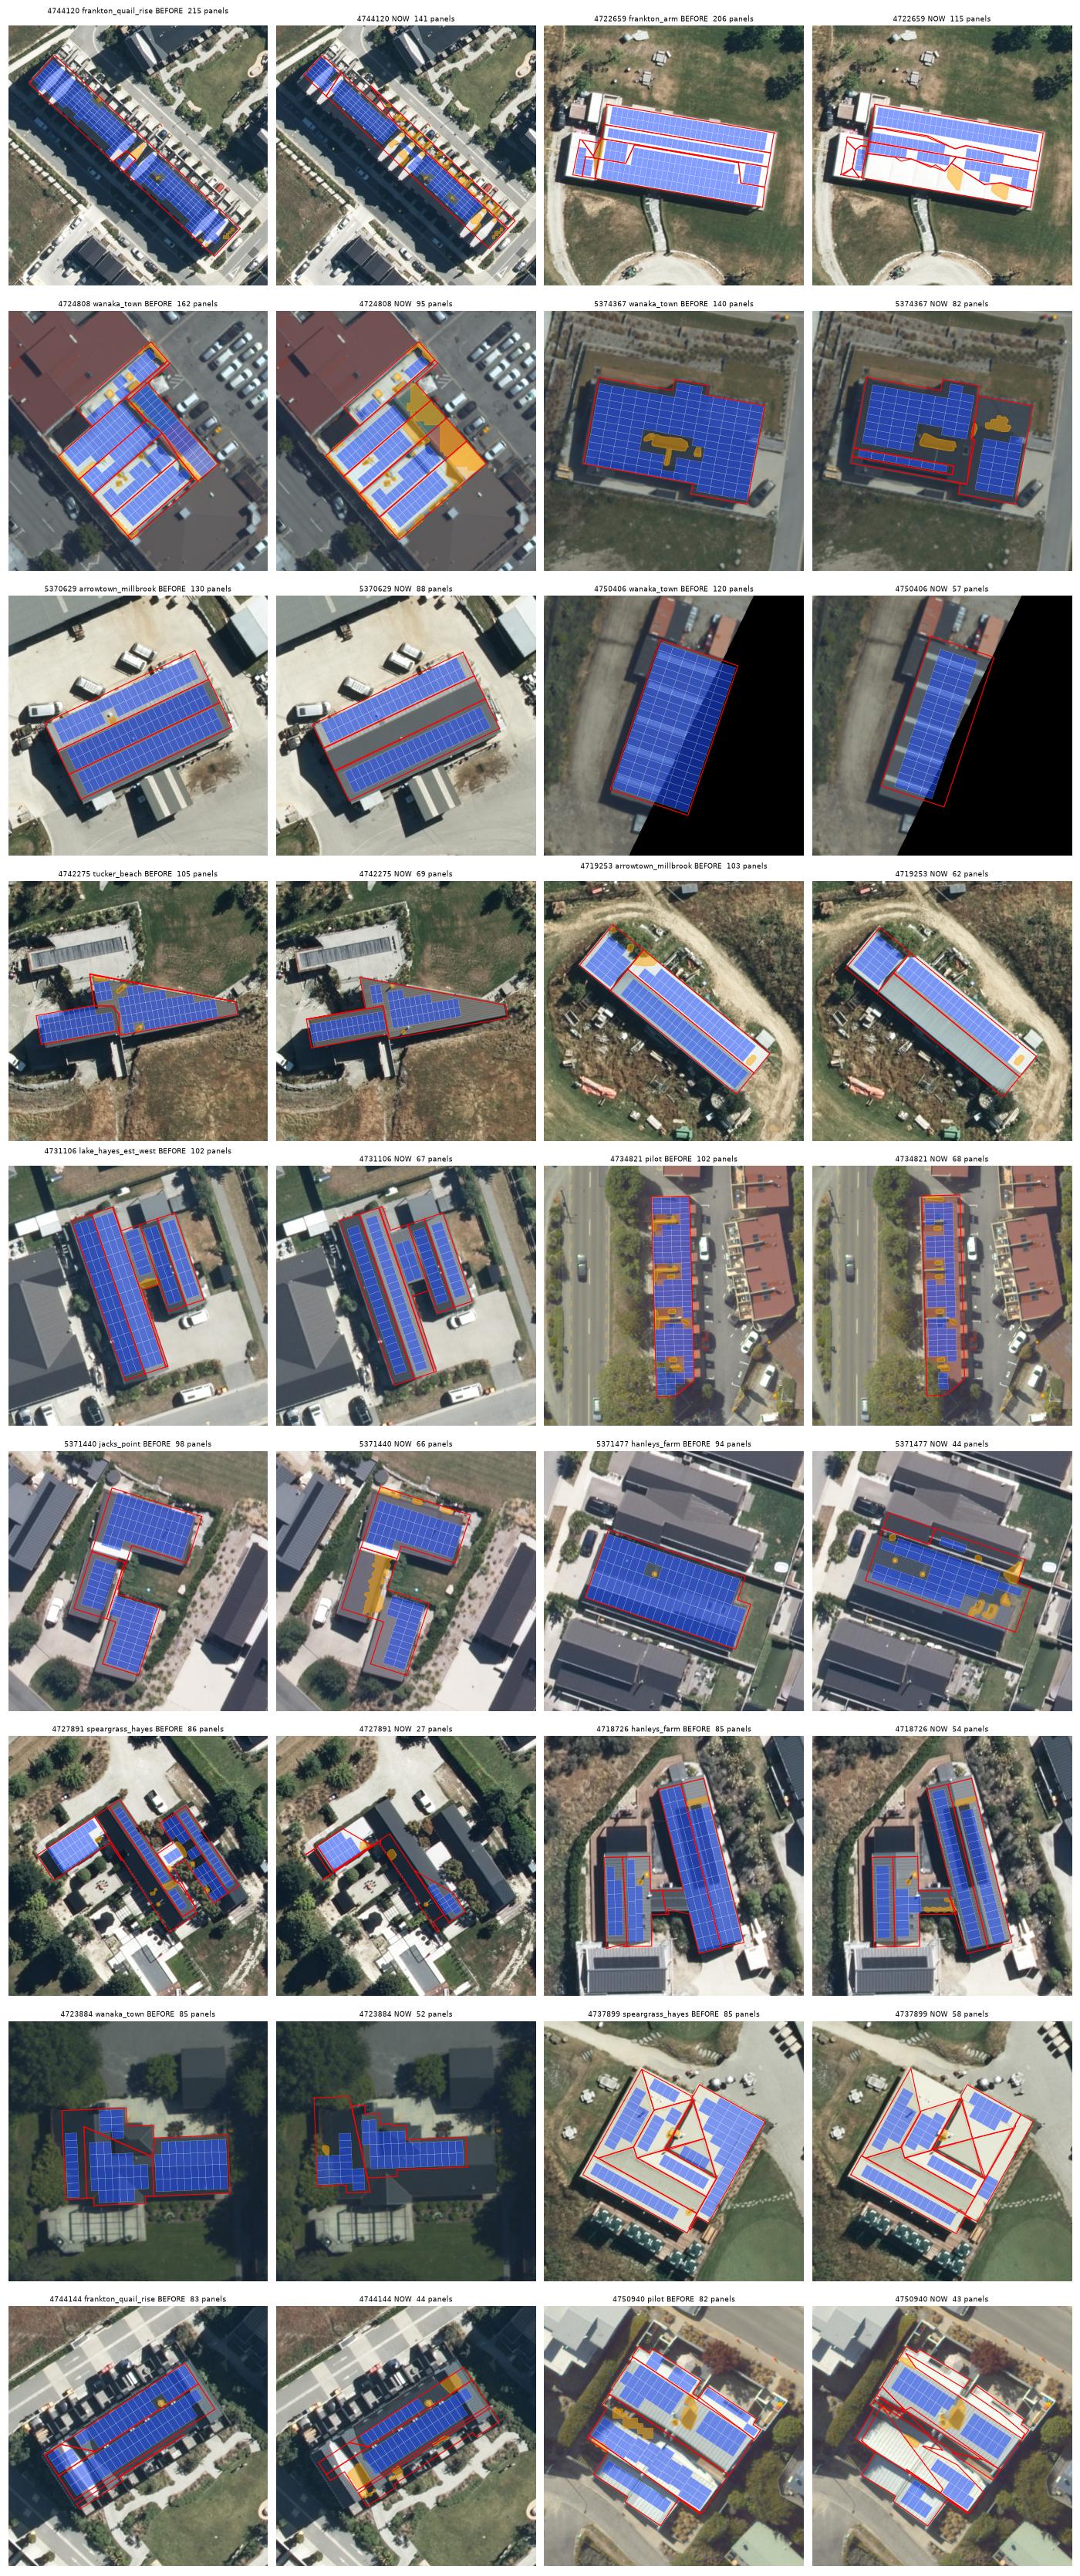 4744120 frankton_quail_rise BEFORE 215 panels
4744120 NOW 141 panels
4722659 frankton_arm BEFORE 206 panels
4722659 NOW 115 panels
4724808 wanaka_town BEFORE 162 panels
4724808 NOW 95 panels
5374367 wanaka_town BEFORE 140 panels
5374367 NOW 82 panels
5370629 arrowtown_millbrook BEFORE 130 panels
5370629 NOW 88 panels
4750406 wanaka_town BEFORE 120 panels
4750406 NOW 57 panels
4742275 tucker_beach BEFORE 105 panels
4742275 NOW 69 panels
4719253 arrowtown_millbrook BEFORE 103 panels
4719253 NOW 62 panels
4731106 lake_hayes_est_west BEFORE 102 panels
4731106 NOW 67 panels
4734821 pilot BEFORE 102 panels
4734821 NOW 68 panels
5371440 jacks_point BEFORE 98 panels
5371440 NOW 66 panels
5371477 hanleys_farm BEFORE 94 panels
5371477 NOW 44 panels
4727891 speargrass_hayes BEFORE 86 panels
4727891 NOW 27 panels
4718726 hanleys_farm BEFORE 85 panels
4718726 NOW 54 panels
4723884 wanaka_town BEFORE 85 panels
4723884 NOW 52 panels
4737899 speargrass_hayes BEFORE 85 panels
4737899 NOW 58 panels
4744144 frankton_quail_rise BEFORE 83 panels
4744144 NOW 44 panels
4750940 pilot BEFORE 82 panels
4750940 NOW 43 panels